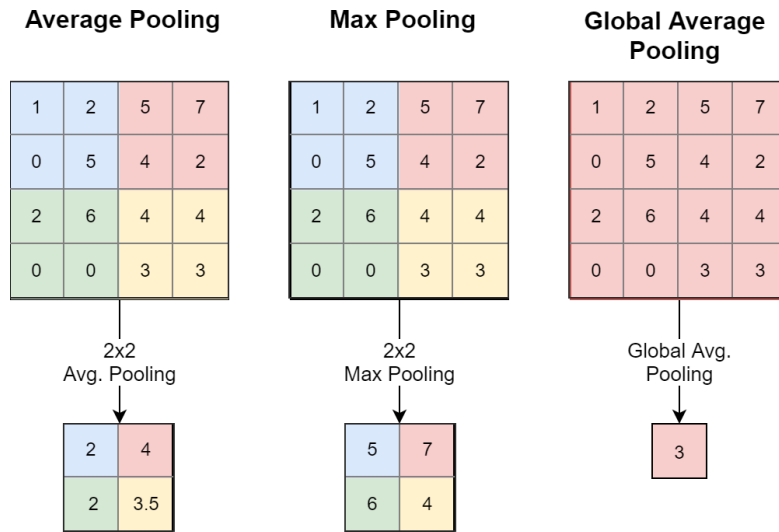 Average Pooling
1 2 5 7
0 5 4 2
2 6 4 4
0 0 3 3
2x2
Avg. Pooling
2 4
2 3.5
Max Pooling
1 2 5 7
0 5 4 2
2 6 4 4
0 0 3 3
2x2
Max Pooling
5 7
6 4
Global Average
Pooling
1 2 5 7
0 5 4 2
2 6 4 4
0 0 3 3
Global Avg.
Pooling
3